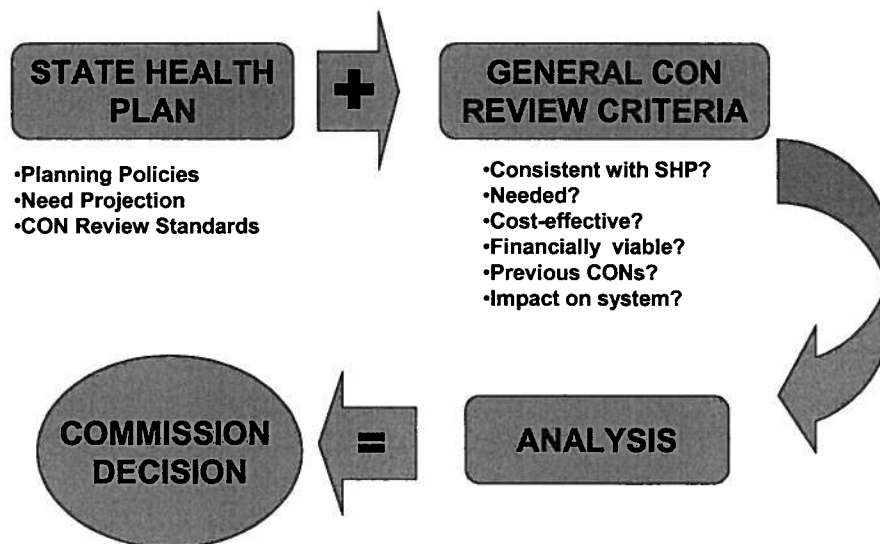 STATE HEALTH
PLAN
+
GENERAL CON
REVIEW CRITERIA
•Planning Policies
•Need Projection
•CON Review Standards
•Consistent with SHP?
•Needed?
•Cost-effective?
•Financially viable?
•Previous CONs?
•Impact on system?
ANALYSIS
=
COMMISSION
DECISION